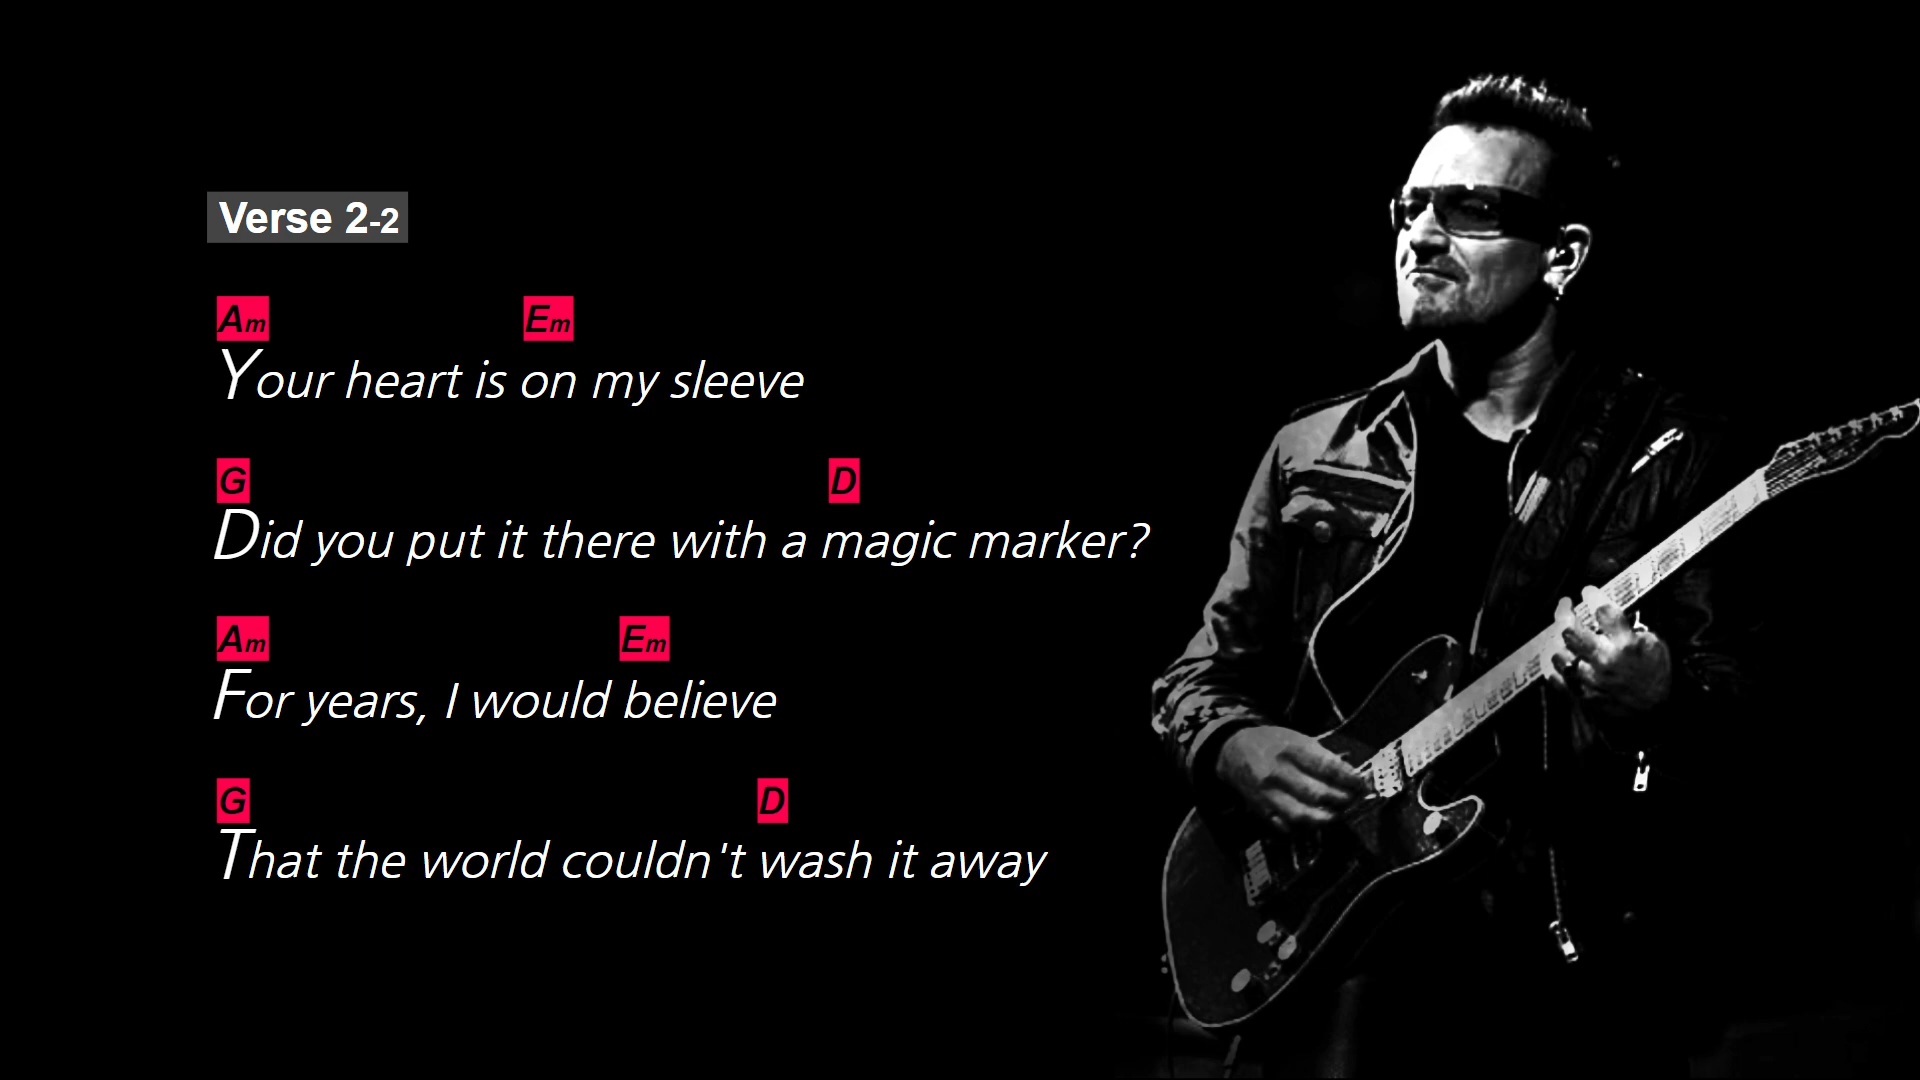 Verse 2-2
Am Em
Your heart is on my sleeve
G D
Did you put it there with a magic marker?
Am Em
For years, I would believe
G D
That the world couldn't wash it away